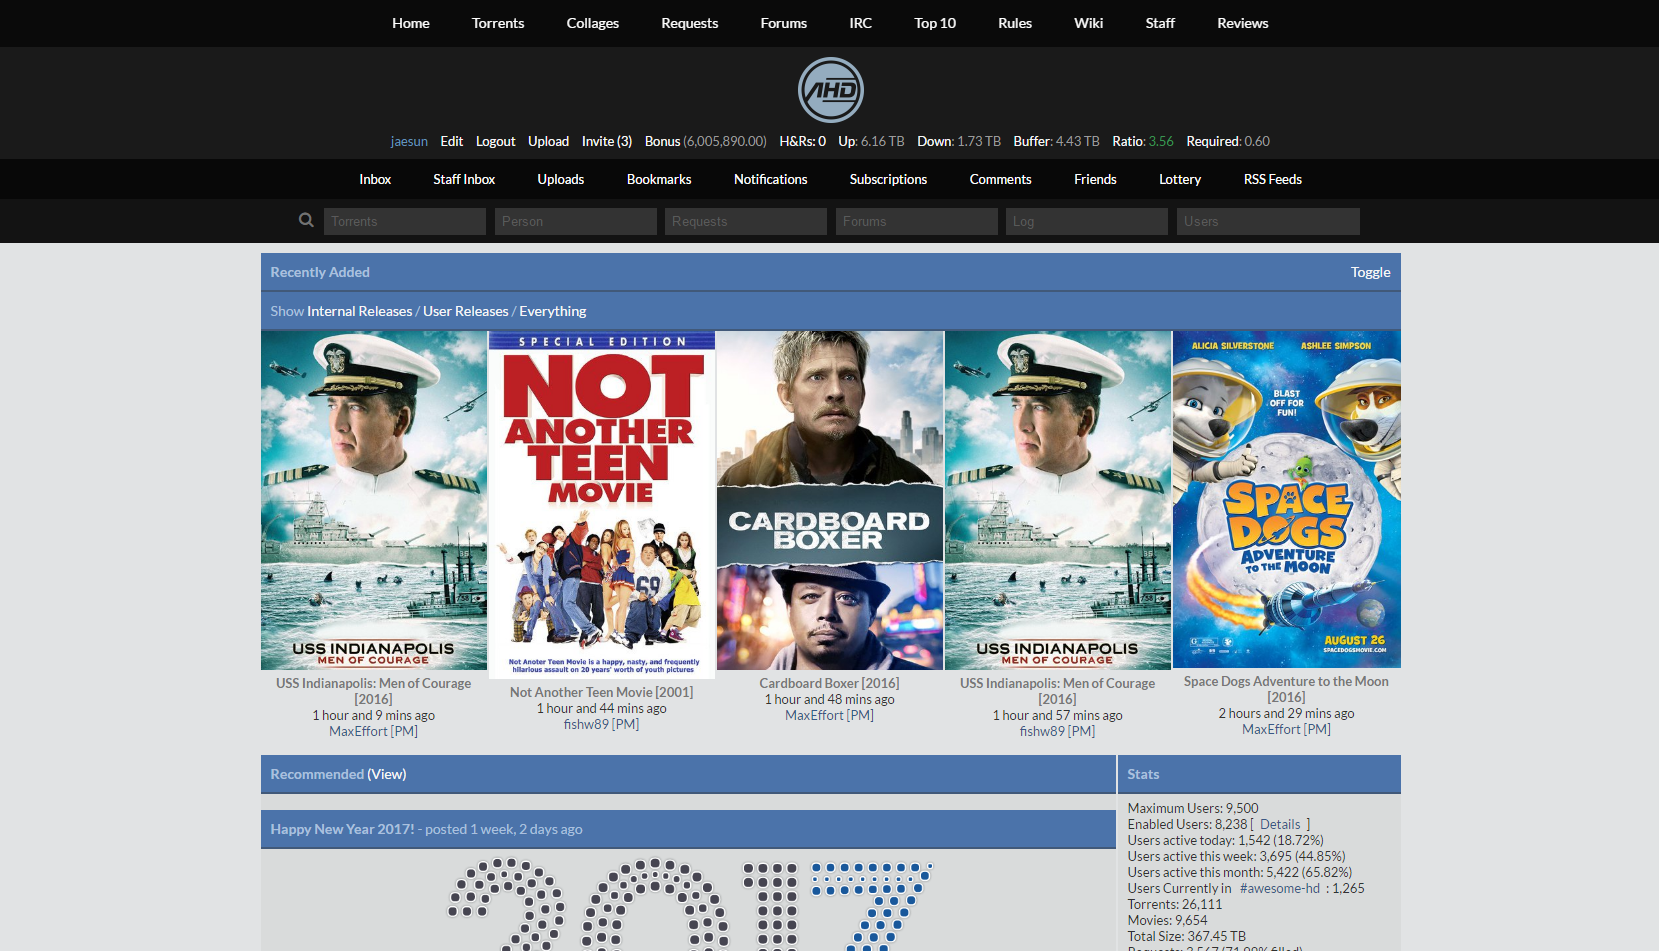 Home Torrents Collages Requests Forums IRC Top 10 Rules Wiki Staff Reviews
AHD
jaesun Edit Logout Upload Invite (3) Bonus (6,005,890.00) H&Rs: 0 Up: 6.16 TB Down: 1.73 TB Buffer: 4.43 TB Ratio: 3.56 Required: 0.60
Inbox Staff Inbox Uploads Bookmarks Notifications Subscriptions Comments Friends Lottery RSS Feeds
Torrents Person Requests Forums Log Users
Recently Added Toggle
Show Internal Releases / User Releases / Everything
USS INDIANAPOLIS
MEN OF COURAGE
USS Indianapolis: Men of Courage
[2016]
1 hour and 9 mins ago
MaxEffort [PM]
SPECIAL EDITION
NOT
ANOTHER
TEEN
MOVIE
69
Not Anoter Teen Movie is a happy, nasty, and frequently
hilarious assault on 20 years' worth of youth pictures
Not Another Teen Movie [2001]
1 hour and 44 mins ago
fishw89 [PM]
CARDBOARD
BOXER
Cardboard Boxer [2016]
1 hour and 48 mins ago
MaxEffort [PM]
USS INDIANAPOLIS
MEN OF COURAGE
USS Indianapolis: Men of Courage
[2016]
1 hour and 57 mins ago
fishw89 [PM]
ALICIA SILVERSTONE ASHLEE SIMPSON
BLAST
OFF FOR
FUN!
SPACE
DOGS
ADVENTURE
TO THE MOON
AUGUST 26
SPACEDOGSMOVIE.COM
Space Dogs Adventure to the Moon
[2016]
2 hours and 29 mins ago
MaxEffort [PM]
Recommended (View)
Happy New Year 2017! - posted 1 week, 2 days ago
2017
Stats
Maximum Users: 9,500
Enabled Users: 8,238 [ Details ]
Users active today: 1,542 (18.72%)
Users active this week: 3,695 (44.85%)
Users active this month: 5,422 (65.82%)
Users Currently in #awesome-hd : 1,265
Torrents: 26,111
Movies: 9,654
Total Size: 367.45 TB